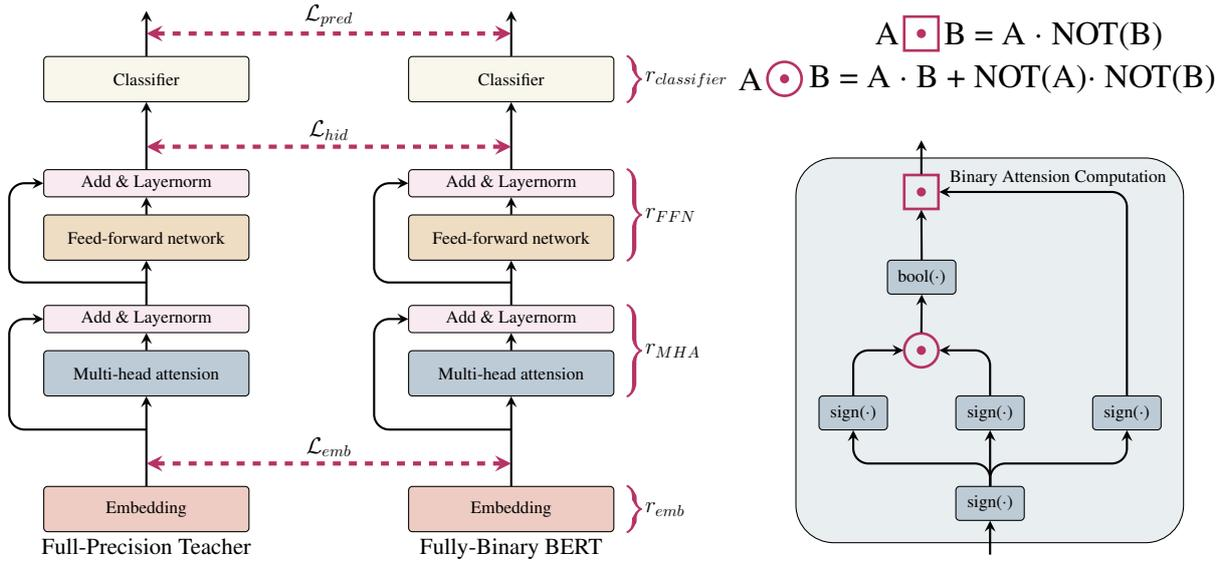 ℒ_pred
Classifier
Classifier
r_classifier
ℒ_hid
Add & Layernorm
Add & Layernorm
Feed-forward network
Feed-forward network
r_FFN
Add & Layernorm
Add & Layernorm
Multi-head attension
Multi-head attension
r_MHA
ℒ_emb
Embedding
Embedding
r_emb
Full-Precision Teacher
Fully-Binary BERT
A ⊡ B = A · NOT(B)
A ⊙ B = A · B + NOT(A)· NOT(B)
Binary Attension Computation
bool(·)
sign(·)
sign(·)
sign(·)
sign(·)